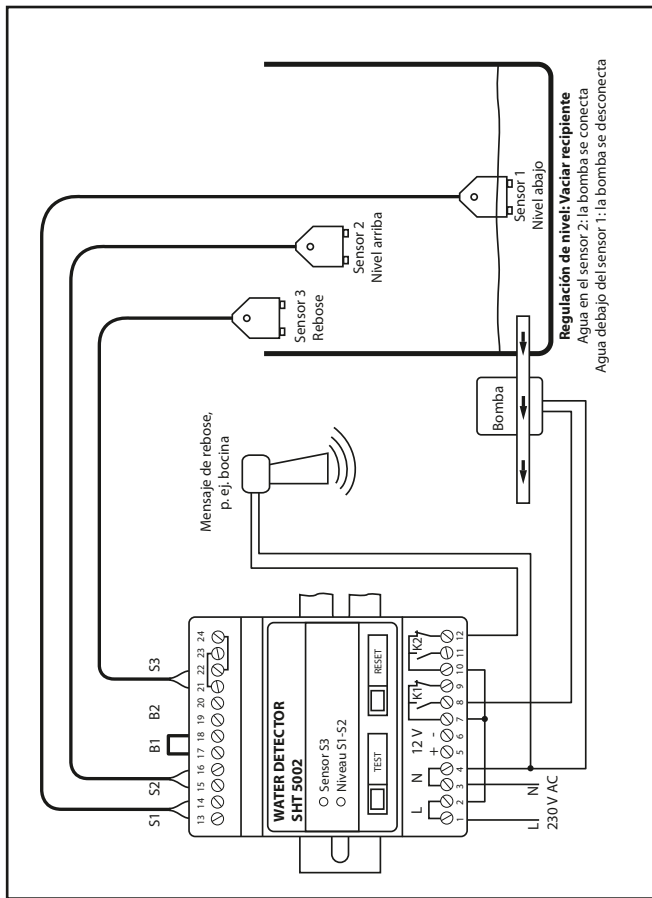 Sensor 1
Nivel abajo
Sensor 2
Nivel arriba
Sensor 3
Rebose
Regulación de nivel: Vaciar recipiente
Agua en el sensor 2: la bomba se conecta
Agua debajo del sensor 1: la bomba se desconecta
Bomba
Mensaje de rebose,
p. ej. bocina
S1 S2 B1 B2 S3
13 14 15 16 17 18 19 20 21 22 23 24
WATER DETECTOR
SHT 5002
Sensor S3
Niveau S1-S2
TEST RESET
L N 12 V K1 K2
+ -
1 2 3 4 5 6 7 8 9 10 11 12
L N
230 V AC